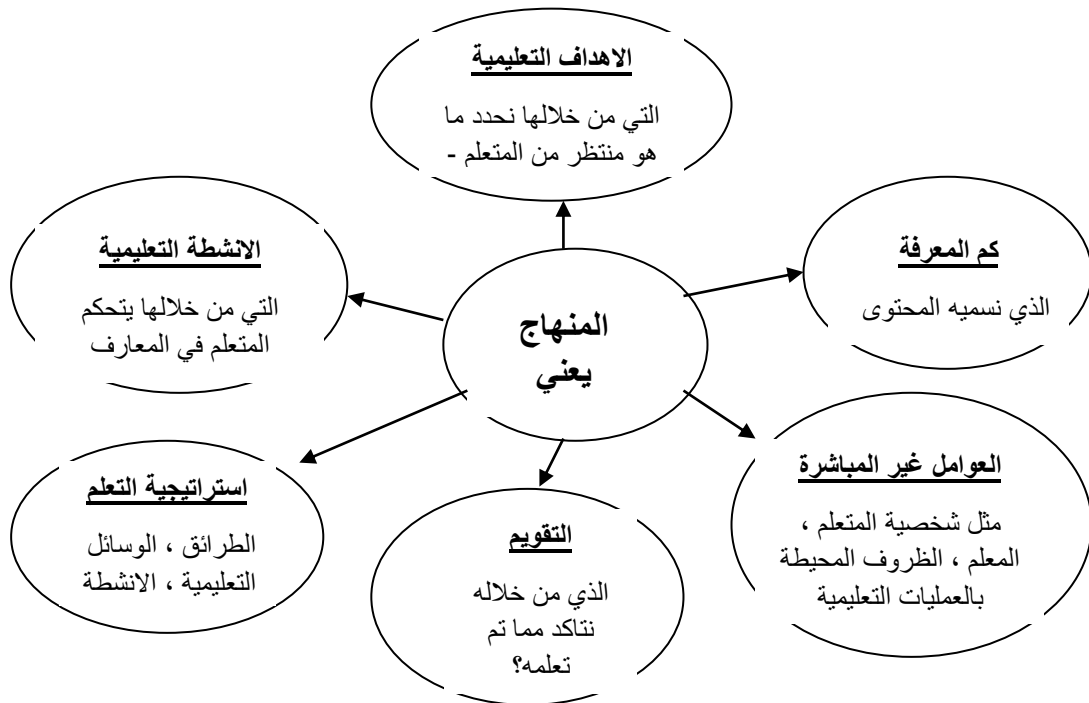 الاهداف التعليمية
التي من خلالها نحدد ما
هو منتظر من المتعلم -
كم المعرفة
الذي نسميه المحتوى
الانشطة التعليمية
التي من خلالها يتحكم
المتعلم في المعارف
المنهاج
يعني
العوامل غير المباشرة
مثل شخصية المتعلم ،
المعلم ، الظروف المحيطة
بالعمليات التعليمية
استراتيجية التعلم
الطرائق ، الوسائل
التعليمية ، الانشطة
التقويم
الذي من خلاله
نتاكد مما تم
تعلمه؟